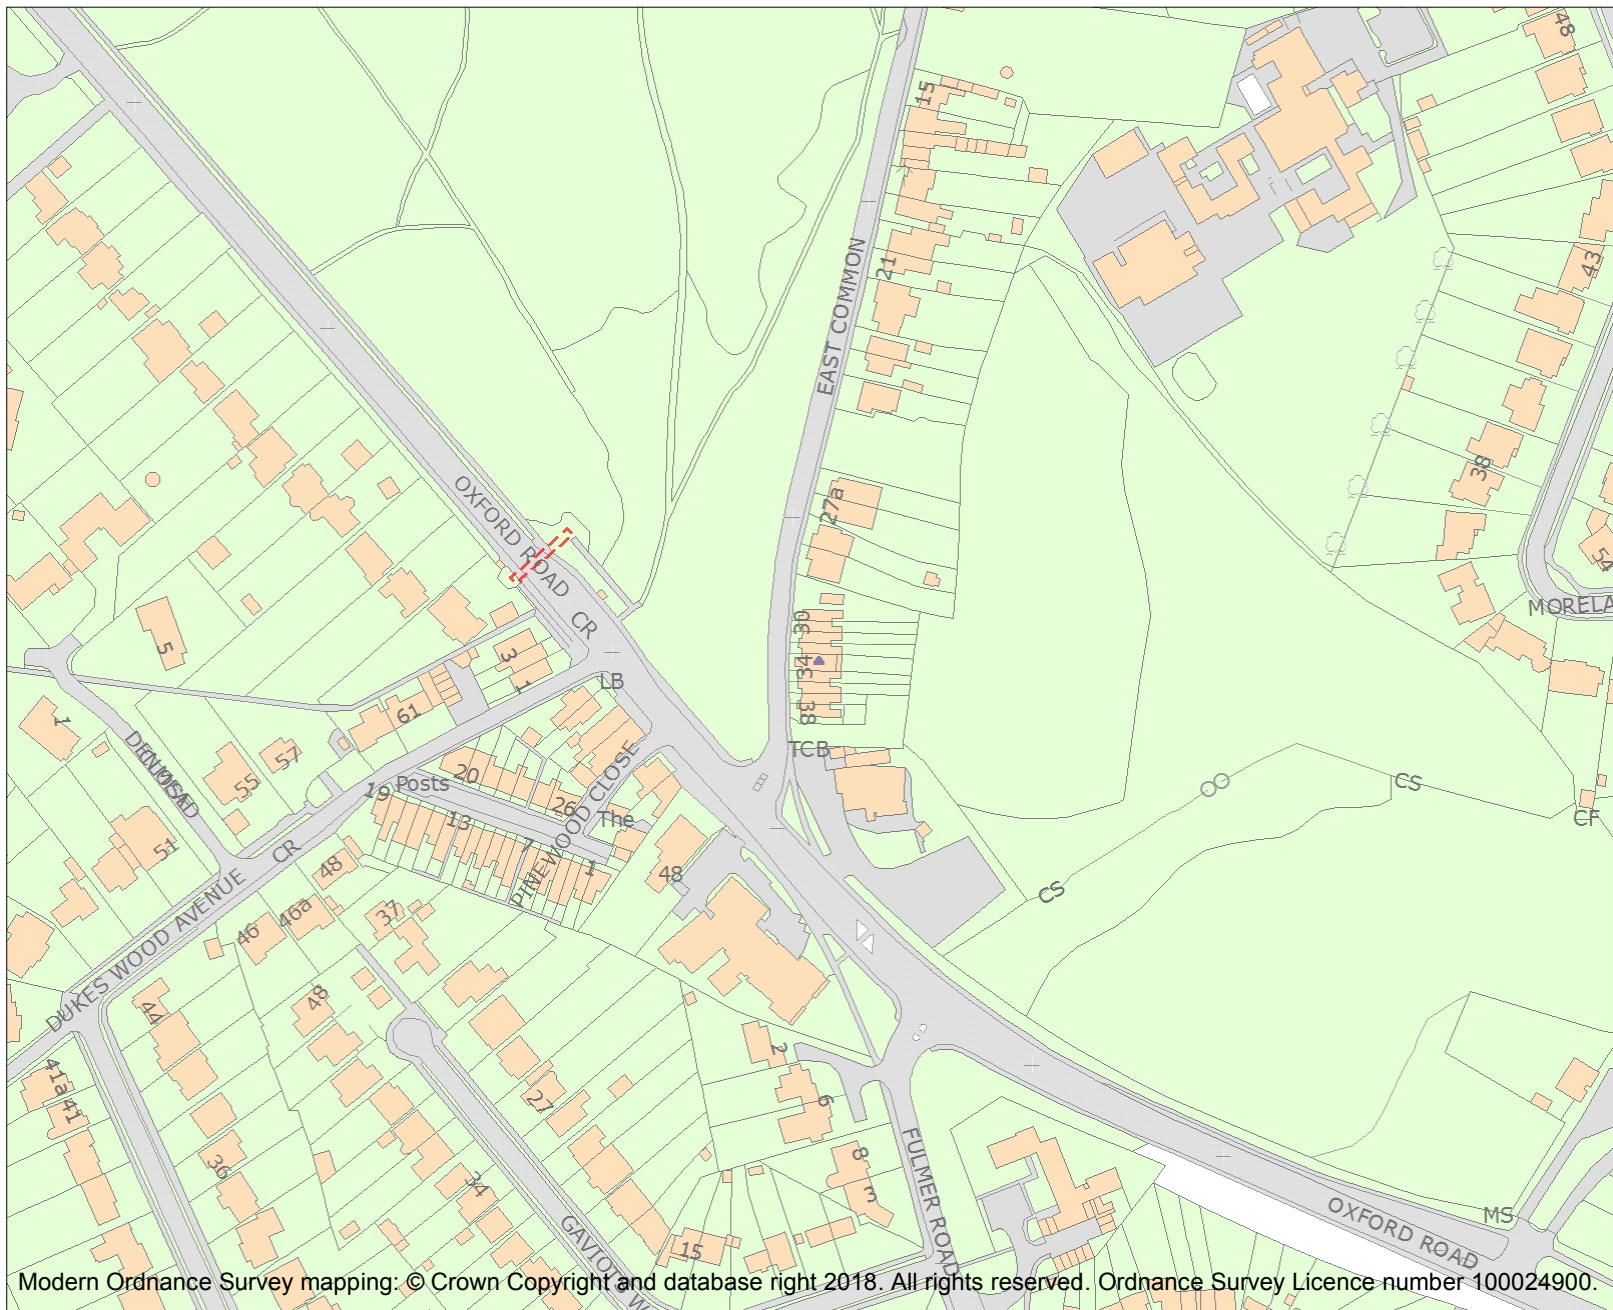 48
15
21
43
EAST COMMON
38
27a
OXFORD ROAD
54
CR
MORELA
30
34
38
3
1
5
LB
61
1
TCB
57
55
DENMEAD
CLOSE
20
Posts
26
The
19
13
7
1
PINEWOOD CLOSE
CS
CF
51
CR
48
48
CS
DUKES WOOD AVENUE
46
46a
37
44
48
2
41a
41
27
6
36
34
8
3
FULMER ROAD
OXFORD ROAD
MS
GAVIOTS W
15
Modern Ordnance Survey mapping: © Crown Copyright and database right 2018. All rights reserved. Ordnance Survey Licence number 100024900.